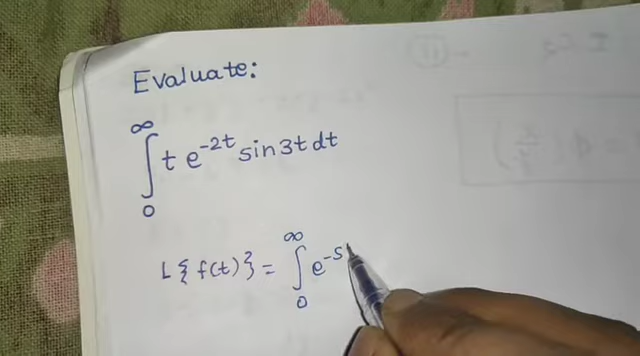 Evaluate:
∞
∫ t e^{-2t} sin3t dt
0
∞
L{f(t)} = ∫ e^{-s
0